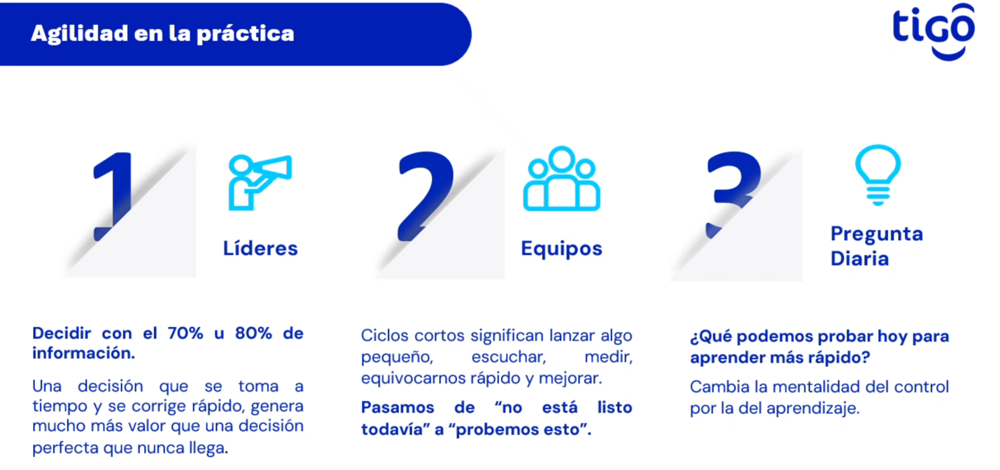 Agilidad en la práctica
tigo
1
Líderes
Decidir con el 70% u 80% de
información.
Una decisión que se toma a
tiempo y se corrige rápido, genera
mucho más valor que una decisión
perfecta que nunca llega.
2
Equipos
Ciclos cortos significan lanzar algo
pequeño, escuchar, medir,
equivocarnos rápido y mejorar.
Pasamos de “no está listo
todavía” a “probemos esto”.
3
Pregunta
Diaria
¿Qué podemos probar hoy para
aprender más rápido?
Cambia la mentalidad del control
por la del aprendizaje.